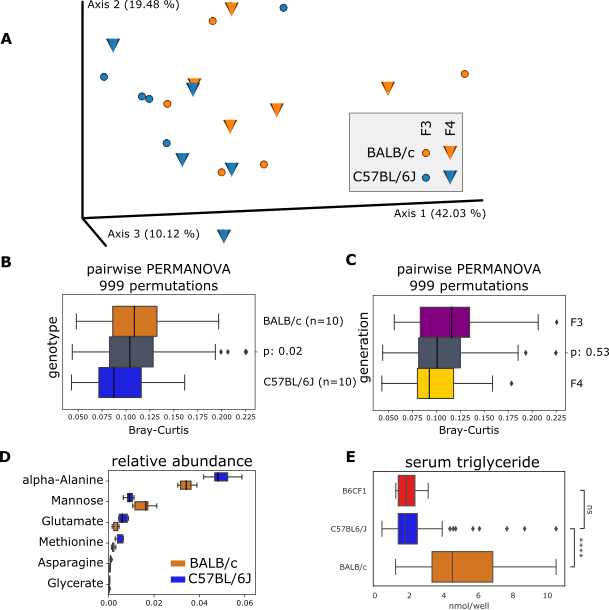 Axis 2 (19.48 %)
A
F3
F4
BALB/c
C57BL/6J
Axis 1 (42.03 %)
Axis 3 (10.12 %)
B
pairwise PERMANOVA
999 permutations
genotype
BALB/c (n=10)
p: 0.02
C57BL/6J (n=10)
0.050 0.075 0.100 0.125 0.150 0.175 0.200 0.225
Bray-Curtis
C
pairwise PERMANOVA
999 permutations
generation
F3
p: 0.53
F4
0.050 0.075 0.100 0.125 0.150 0.175 0.200 0.225
Bray-Curtis
D
relative abundance
alpha-Alanine
Mannose
Glutamate
Methionine
Asparagine
Glycerate
BALB/c
C57BL/6J
0.00 0.02 0.04 0.06
E
serum triglyceride
B6CF1
C57BL6/J
BALB/c
ns
****
0 2 4 6 8 10
nmol/well